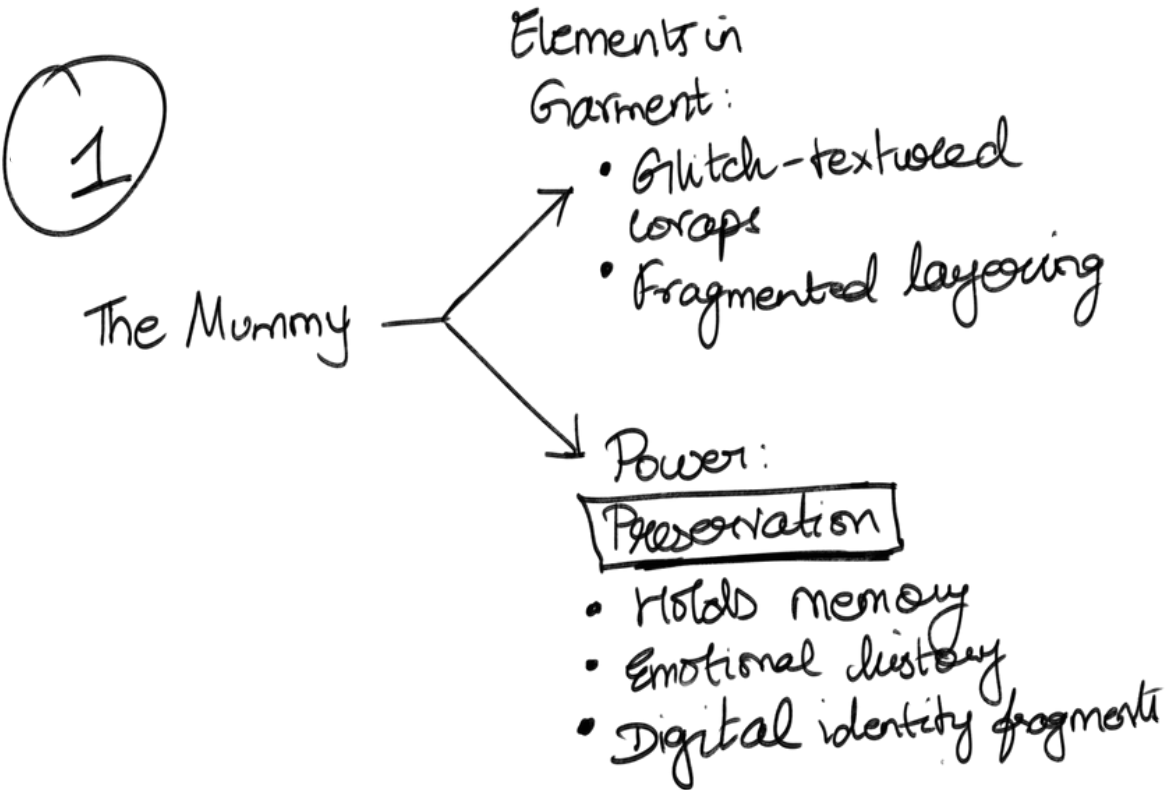 1
Elements in
Garment:
• Glitch-textured
wraps
• Fragmented layering
The Mummy
Power:
Preservation
• Holds memory
• Emotional history
• Digital identity fragments